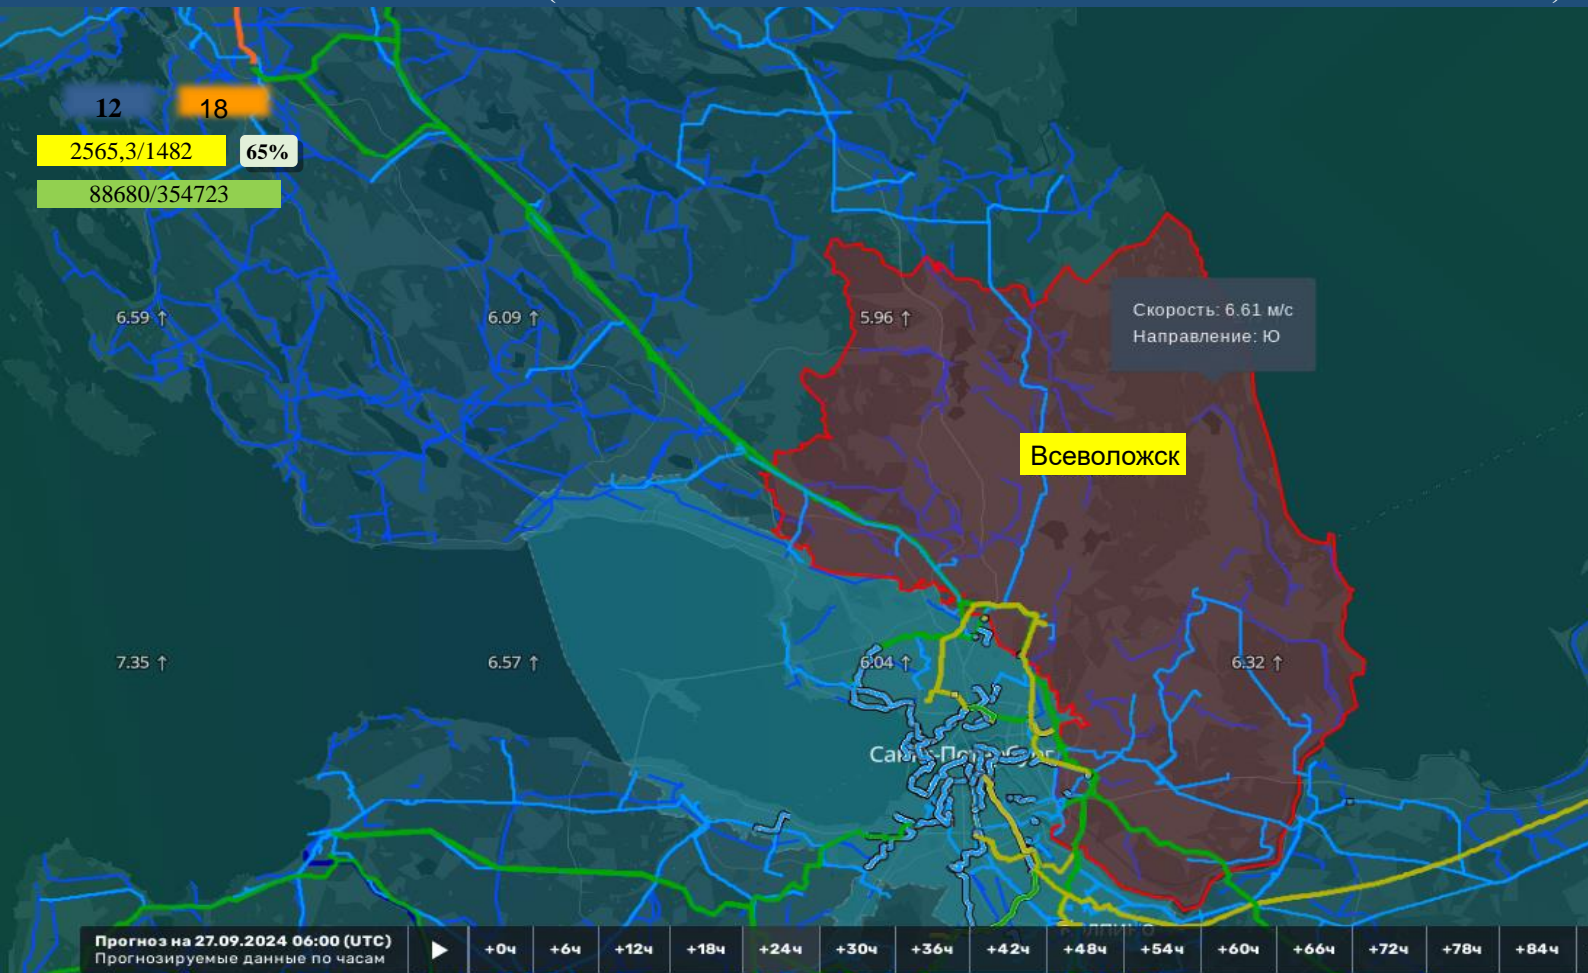 12
18
2565,3/1482
65%
88680/354723
6.59 ↑
6.09 ↑
5.96 ↑
Скорость: 6.61 м/с
Направление: Ю
Всеволожск
7.35 ↑
6.57 ↑
6.04 ↑
6.32 ↑
Санкт-Петербург
Прогноз на 27.09.2024 06:00 (UTC)
Прогнозируемые данные по часам
+0ч
+6ч
+12ч
+18ч
+24ч
+30ч
+36ч
+42ч
+48ч
+54ч
+60ч
+66ч
+72ч
+78ч
+84ч